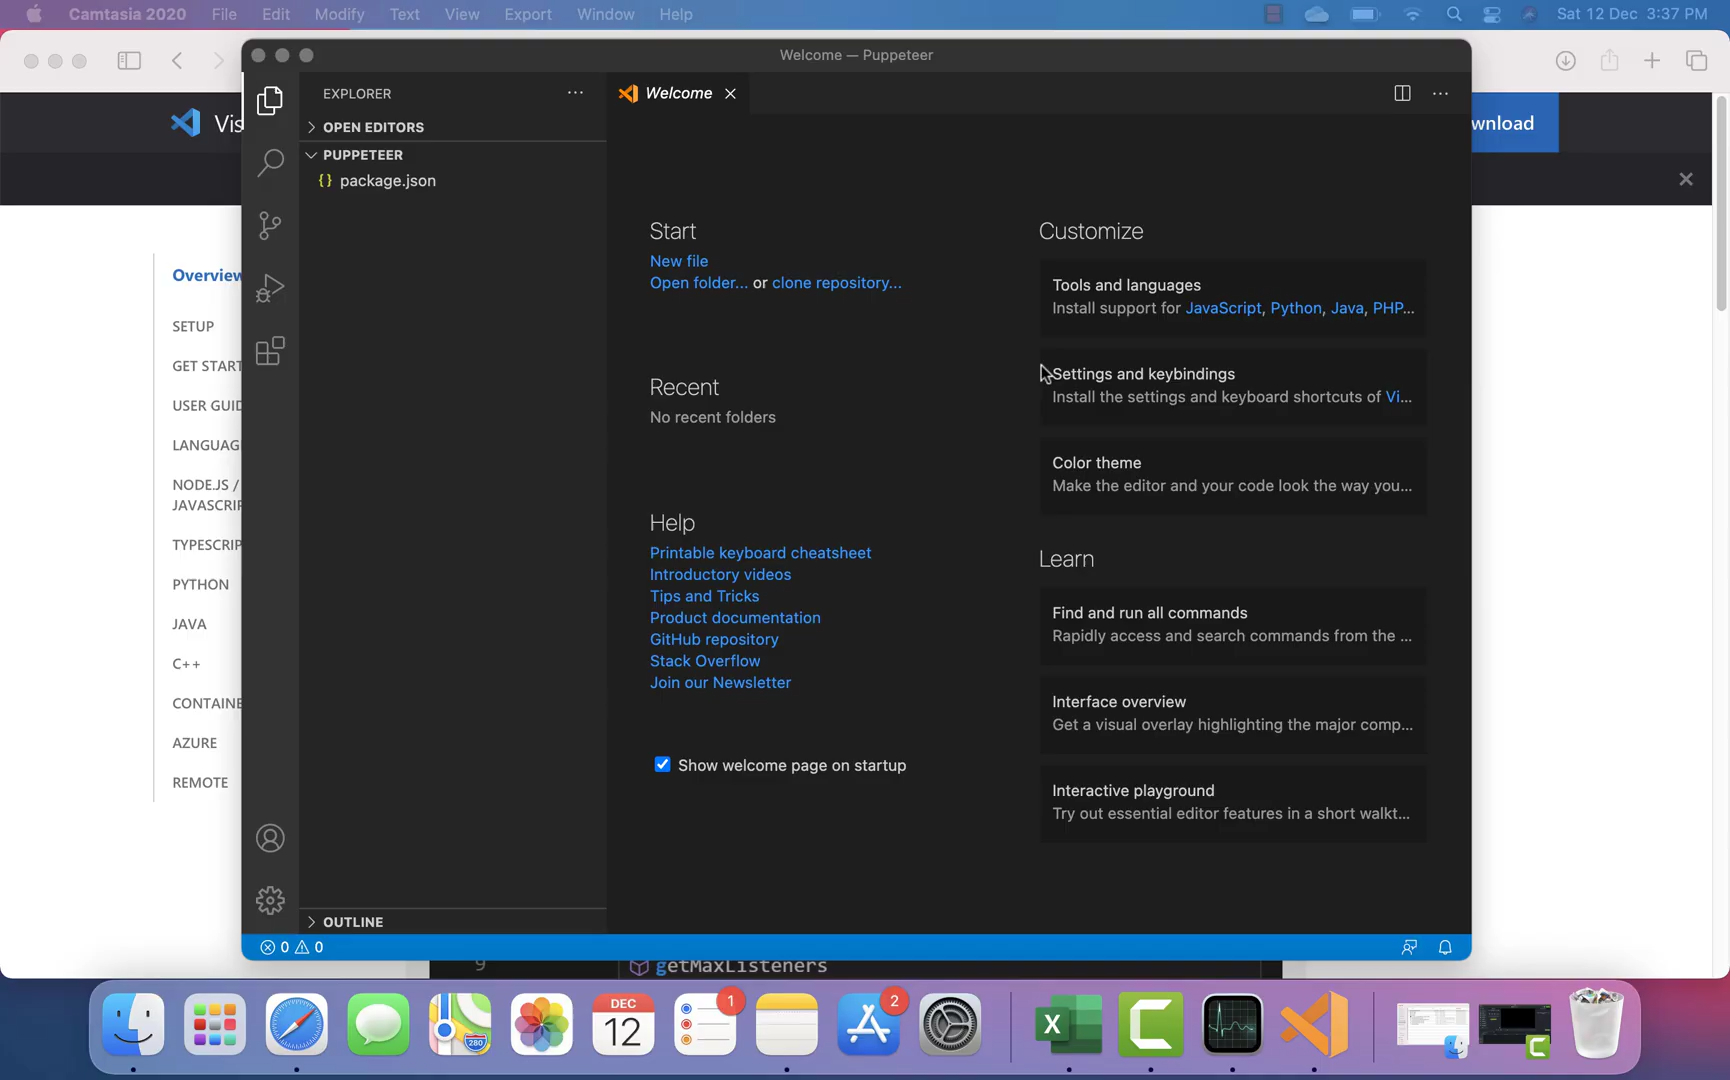 Camtasia 2020 File Edit Modify Text View Export Window Help
Sat 12 Dec 3:37 PM
Welcome — Puppeteer
EXPLORER
Welcome
OPEN EDITORS
PUPPETEER
{} package.json
Vis
wnload
Overview
SETUP
GET START
USER GUID
LANGUAG
NODE.JS /
JAVASCRIP
TYPESCRIP
PYTHON
JAVA
C++
CONTAINE
AZURE
REMOTE
Start
New file
Open folder... or clone repository...
Recent
No recent folders
Help
Printable keyboard cheatsheet
Introductory videos
Tips and Tricks
Product documentation
GitHub repository
Stack Overflow
Join our Newsletter
Show welcome page on startup
Customize
Tools and languages
Install support for JavaScript, Python, Java, PHP...
Settings and keybindings
Install the settings and keyboard shortcuts of Vi...
Color theme
Make the editor and your code look the way you...
Learn
Find and run all commands
Rapidly access and search commands from the ...
Interface overview
Get a visual overlay highlighting the major comp...
Interactive playground
Try out essential editor features in a short walkt...
OUTLINE
0 0
9 getMaxListeners
280
DEC
12
1
2
X
C